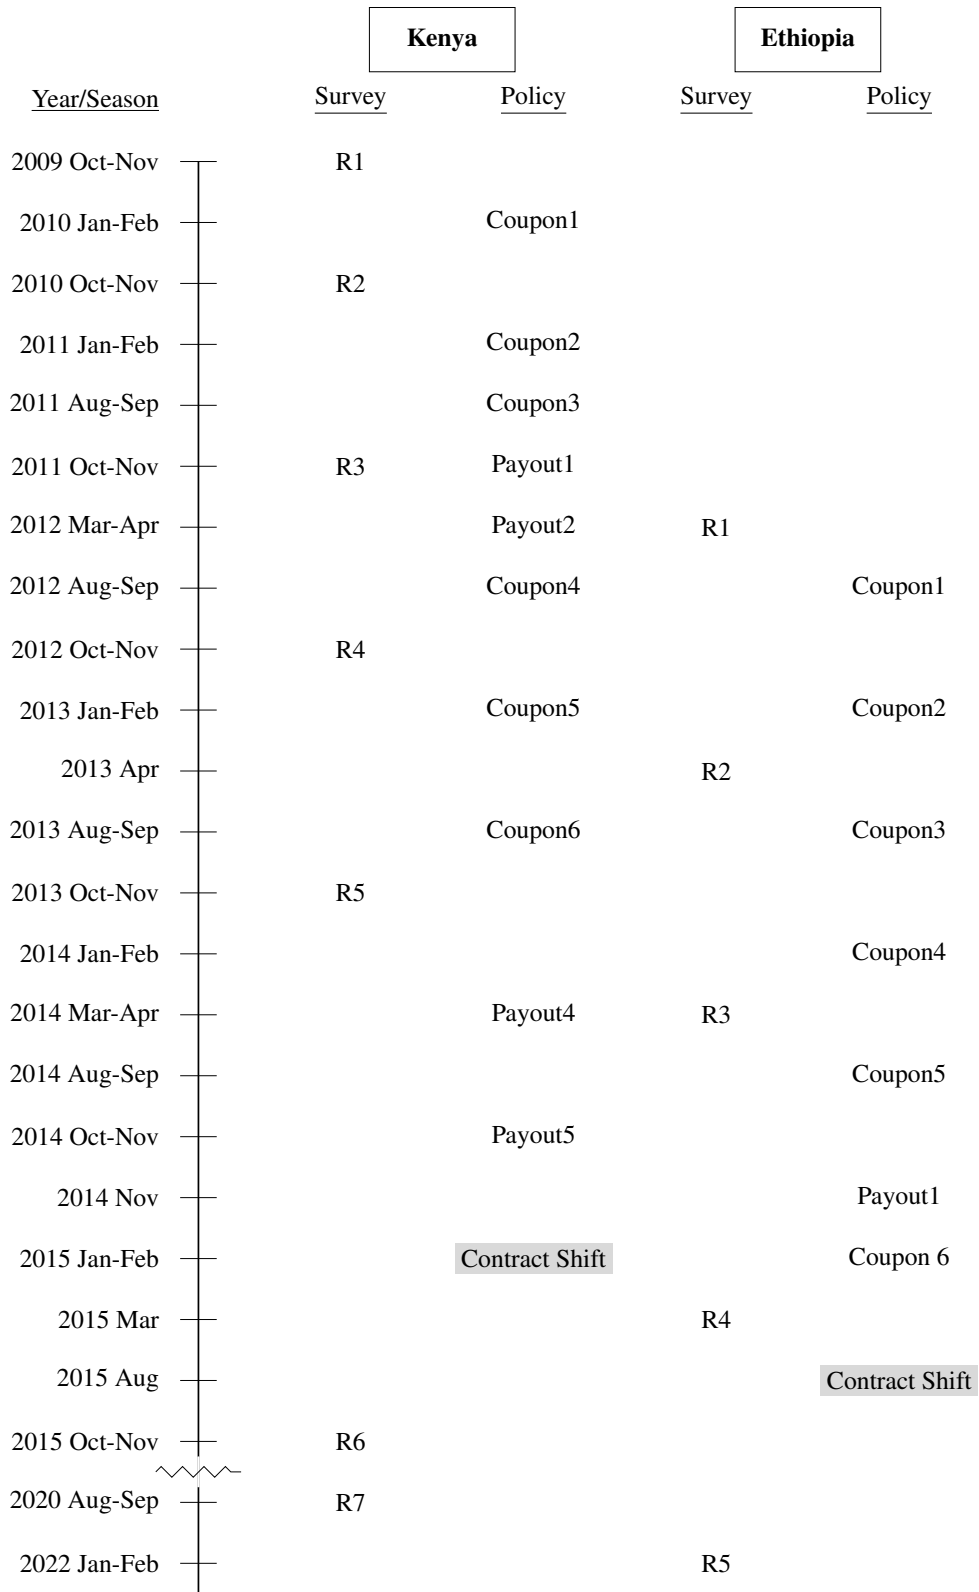 Kenya Ethiopia
Year/Season Survey Policy Survey Policy
2009 Oct-Nov R1
2010 Jan-Feb Coupon1
2010 Oct-Nov R2
2011 Jan-Feb Coupon2
2011 Aug-Sep Coupon3
2011 Oct-Nov R3 Payout1
2012 Mar-Apr Payout2 R1
2012 Aug-Sep Coupon4 Coupon1
2012 Oct-Nov R4
2013 Jan-Feb Coupon5 Coupon2
2013 Apr R2
2013 Aug-Sep Coupon6 Coupon3
2013 Oct-Nov R5
2014 Jan-Feb Coupon4
2014 Mar-Apr Payout4 R3
2014 Aug-Sep Coupon5
2014 Oct-Nov Payout5
2014 Nov Payout1
2015 Jan-Feb Contract Shift Coupon 6
2015 Mar R4
2015 Aug Contract Shift
2015 Oct-Nov R6
2020 Aug-Sep R7
2022 Jan-Feb R5